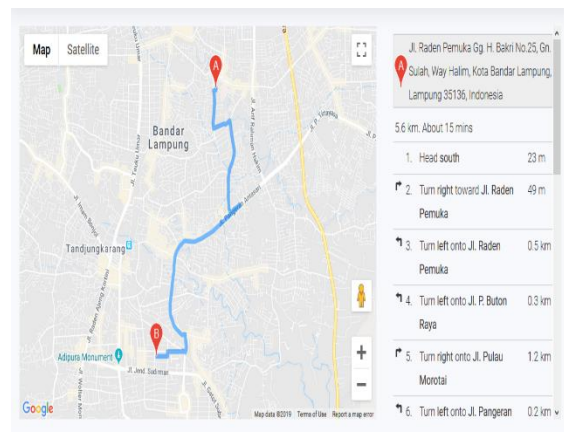 Map Satellite
A
Bandar
Lampung
Tandjungkarang
B
Adipura Monument
Jl. Jend Sudirman
Google
Map data ©2019 Terms of Use Report a map error
Jl. Raden Pemuka Gg. H. Bakri No.25, Gn.
A
Sulah, Way Halim, Kota Bandar Lampung,
Lampung 35136, Indonesia
5.6 km. About 15 mins
1. Head south 23 m
2. Turn right toward Jl. Raden 49 m
Pemuka
3. Turn left onto Jl. Raden 0.5 km
Pemuka
4. Turn left onto Jl. P. Buton 0.3 km
Raya
5. Turn right onto Jl. Pulau 1.2 km
Morotai
6. Turn left onto Jl. Pangeran 0.2 km